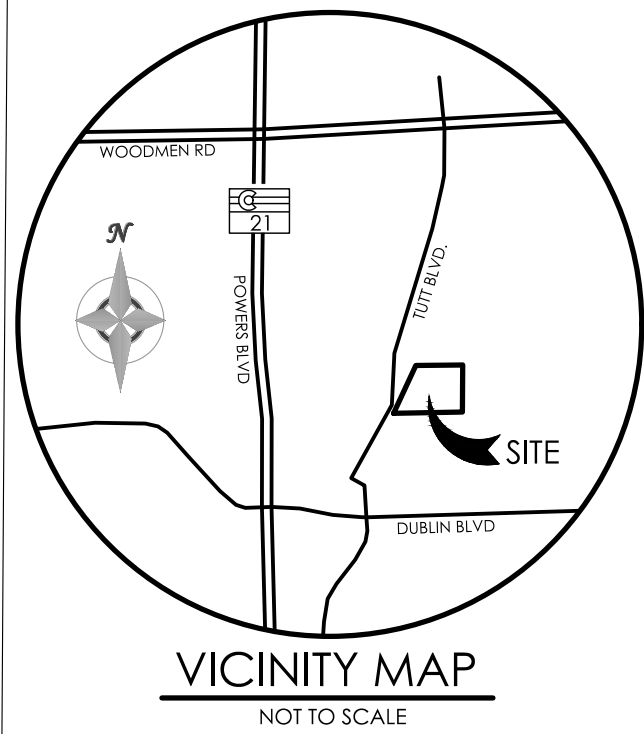 WOODMEN RD
C
21
N
TUTT BLVD.
POWERS BLVD
SITE
DUBLIN BLVD
VICINITY MAP
NOT TO SCALE